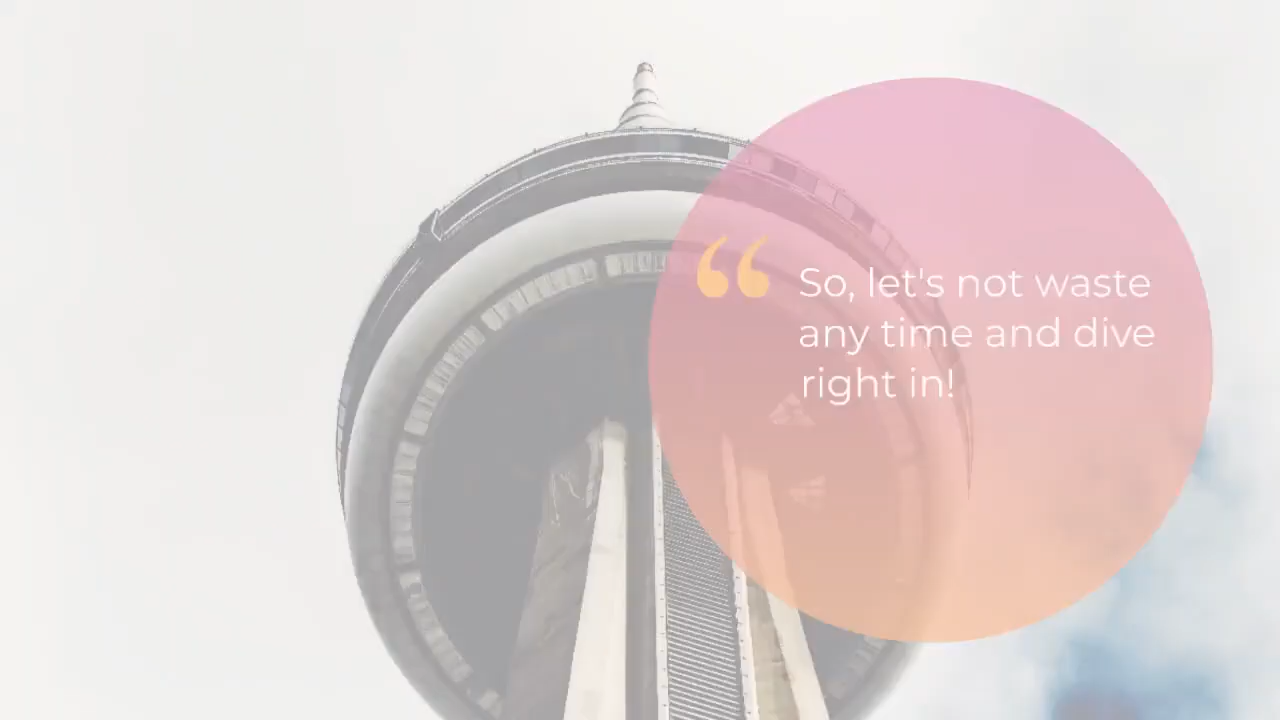 “ So, let's not waste
any time and dive
right in!